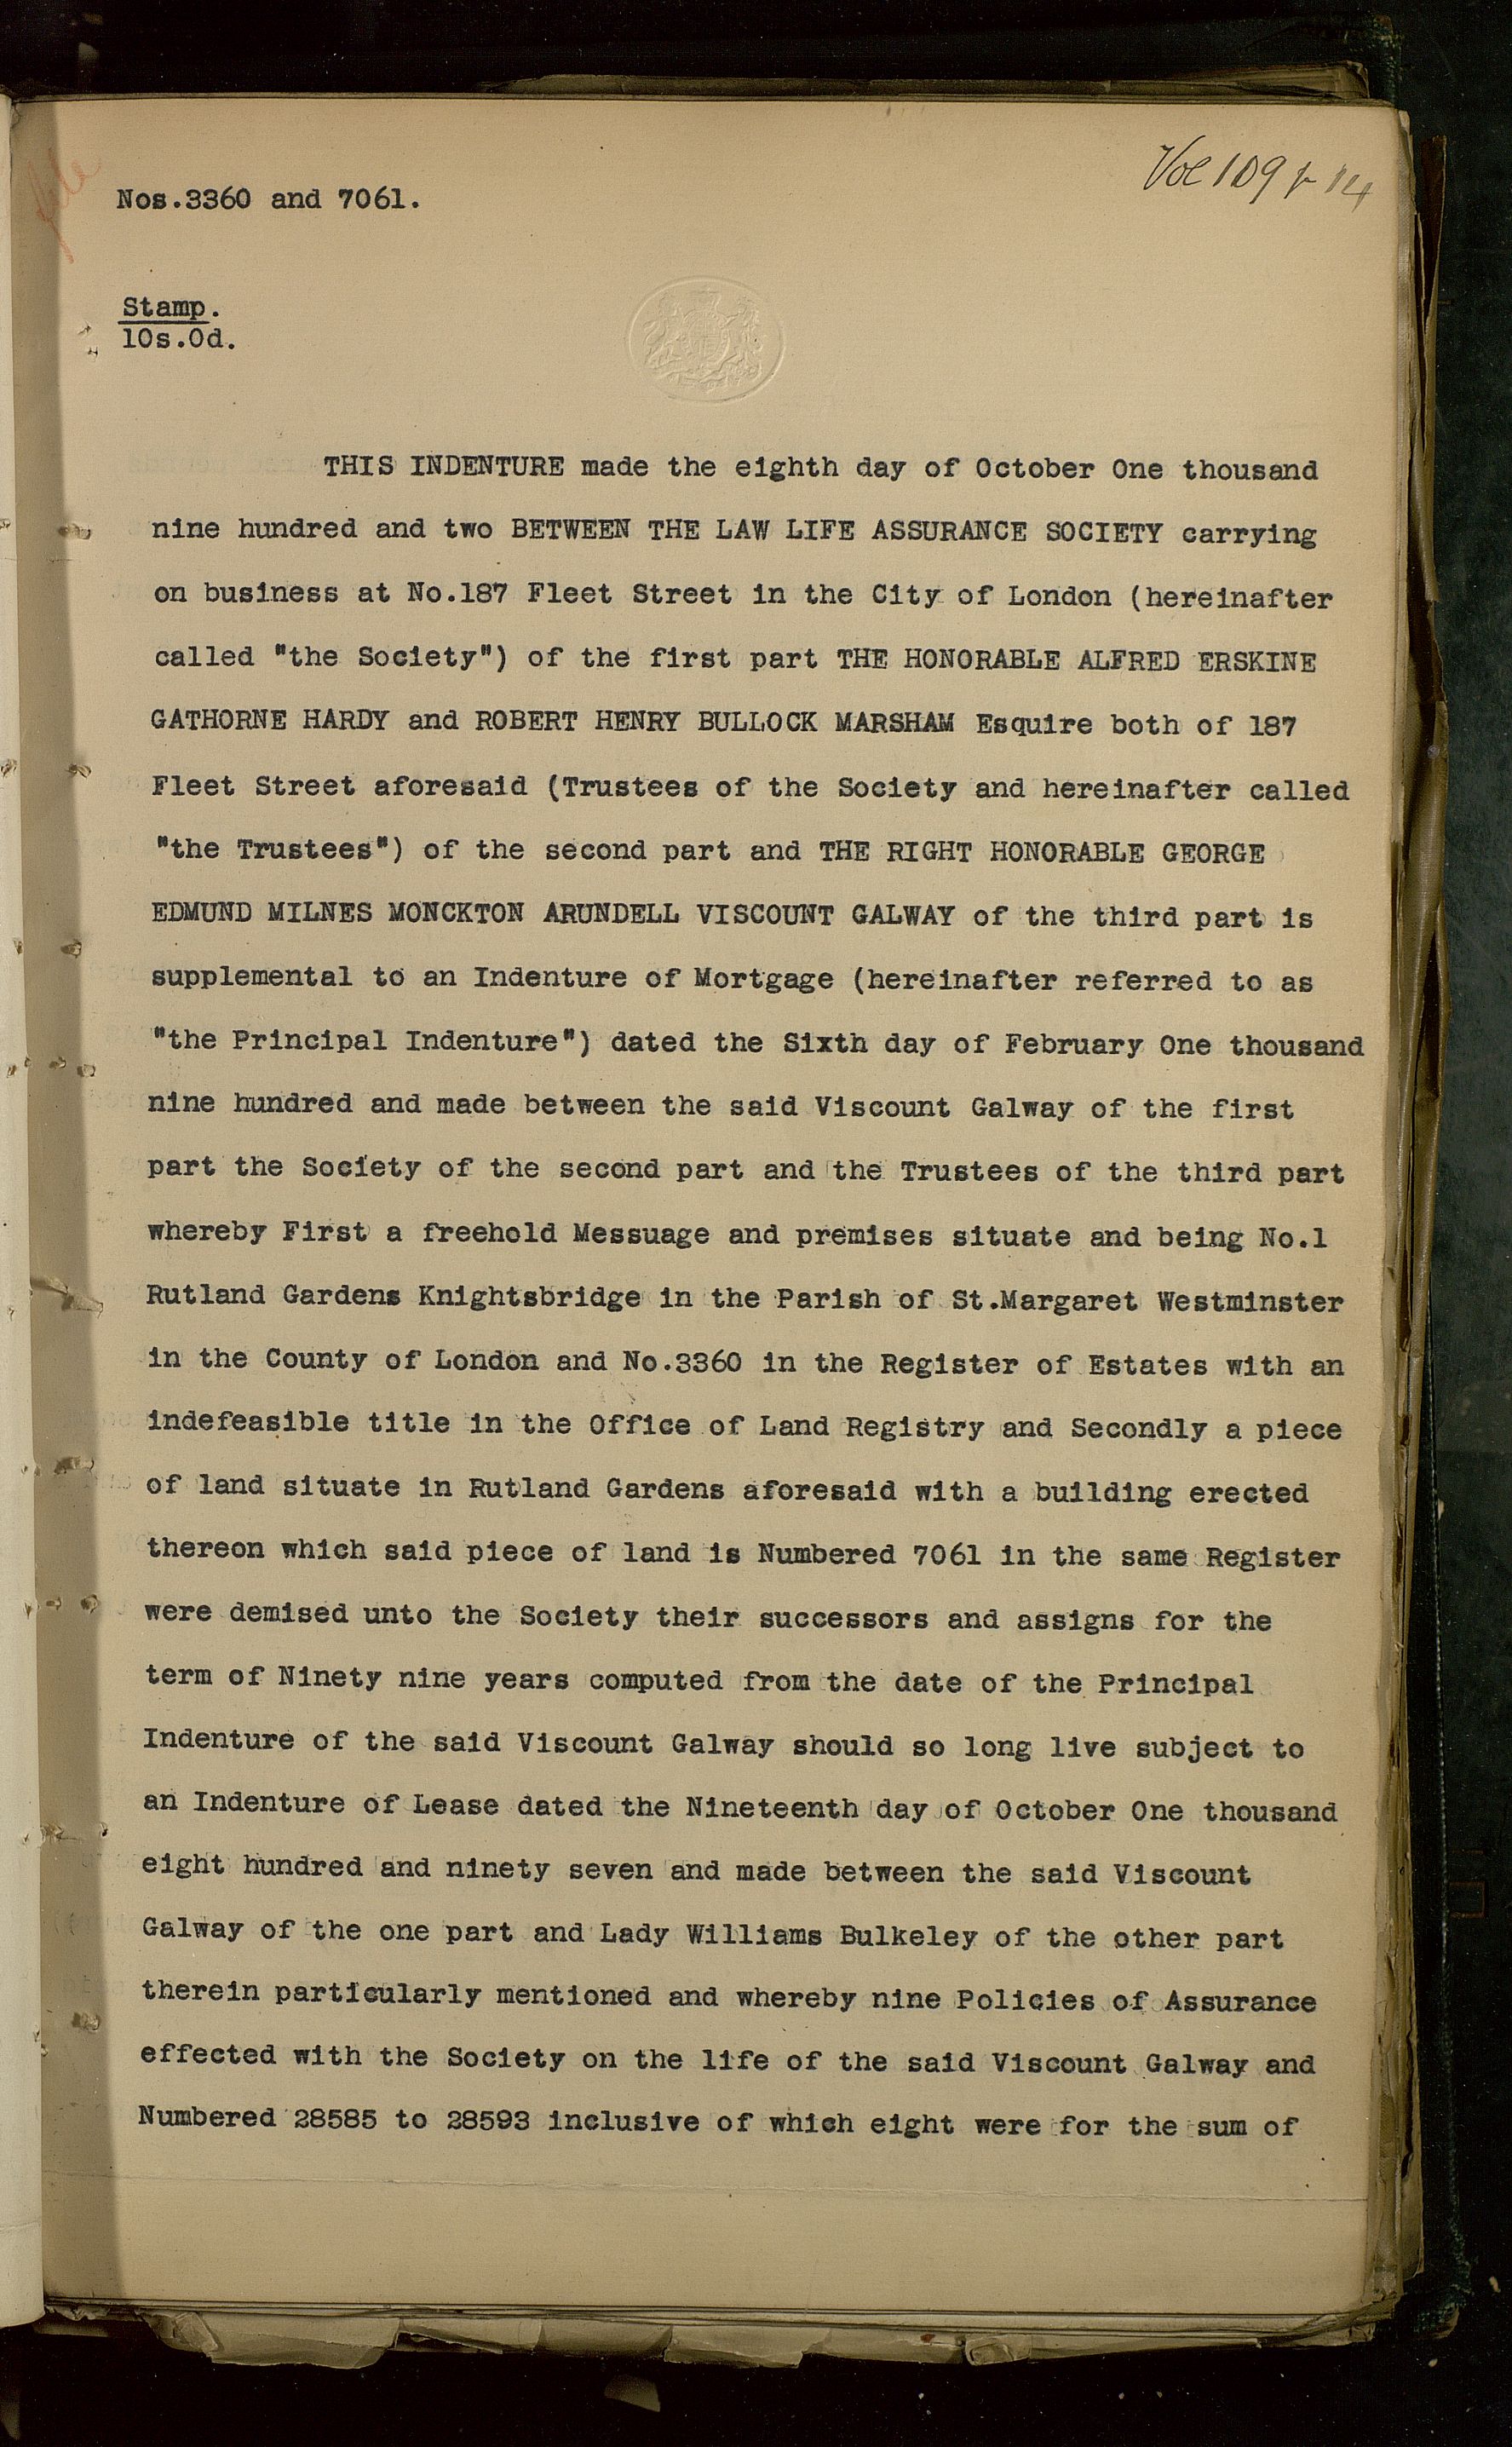 Vol 109 p 14
Nos.3360 and 7061.
Stamp.
10s.0d.
THIS INDENTURE made the eighth day of October One thousand
nine hundred and two BETWEEN THE LAW LIFE ASSURANCE SOCIETY carrying
on business at No.187 Fleet Street in the City of London (hereinafter
called "the Society") of the first part THE HONORABLE ALFRED ERSKINE
GATHORNE HARDY and ROBERT HENRY BULLOCK MARSHAM Esquire both of 187
Fleet Street aforesaid (Trustees of the Society and hereinafter called
"the Trustees") of the second part and THE RIGHT HONORABLE GEORGE
EDMUND MILNES MONCKTON ARUNDELL VISCOUNT GALWAY of the third part is
supplemental to an Indenture of Mortgage (hereinafter referred to as
"the Principal Indenture") dated the Sixth day of February One thousand
nine hundred and made between the said Viscount Galway of the first
part the Society of the second part and the Trustees of the third part
whereby First a freehold Messuage and premises situate and being No.1
Rutland Gardens Knightsbridge in the Parish of St.Margaret Westminster
in the County of London and No.3360 in the Register of Estates with an
indefeasible title in the Office of Land Registry and Secondly a piece
of land situate in Rutland Gardens aforesaid with a building erected
thereon which said piece of land is Numbered 7061 in the same Register
were demised unto the Society their successors and assigns for the
term of Ninety nine years computed from the date of the Principal
Indenture of the said Viscount Galway should so long live subject to
an Indenture of Lease dated the Nineteenth day of October One thousand
eight hundred and ninety seven and made between the said Viscount
Galway of the one part and Lady Williams Bulkeley of the other part
therein particularly mentioned and whereby nine Policies of Assurance
effected with the Society on the life of the said Viscount Galway and
Numbered 28585 to 28593 inclusive of which eight were for the sum of